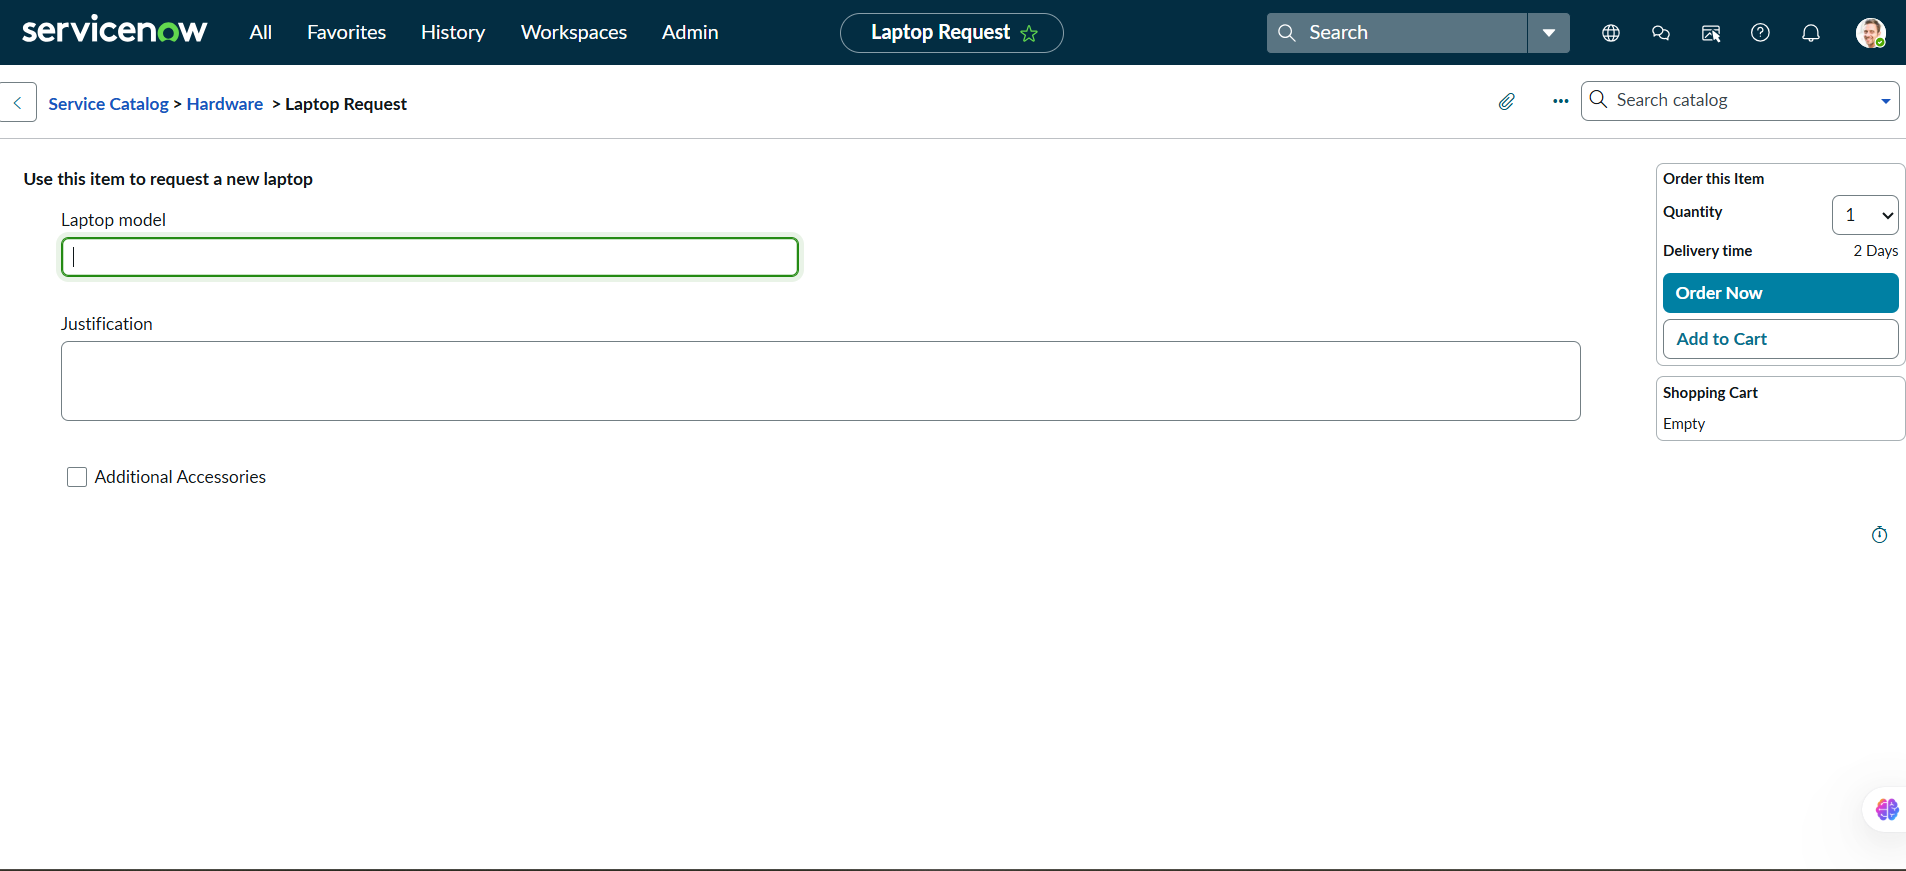 servicenow All Favorites History Workspaces Admin Laptop Request Search
Service Catalog > Hardware > Laptop Request Search catalog
Use this item to request a new laptop
Laptop model
Justification
Additional Accessories
Order this Item
Quantity 1
Delivery time 2 Days
Order Now
Add to Cart
Shopping Cart
Empty